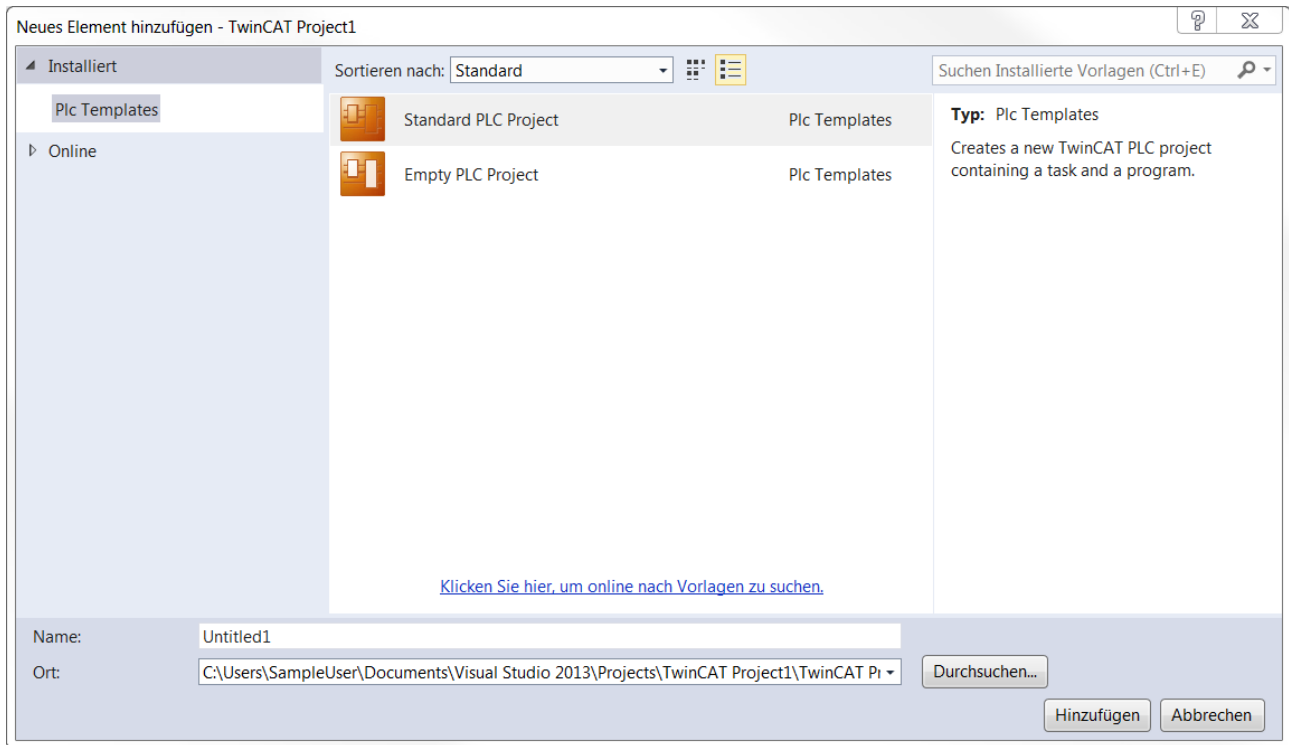 Neues Element hinzufügen - TwinCAT Project1
Installiert
Plc Templates
Online
Sortieren nach: Standard
Suchen Installierte Vorlagen (Ctrl+E)
Standard PLC Project Plc Templates
Empty PLC Project Plc Templates
Typ: Plc Templates
Creates a new TwinCAT PLC project
containing a task and a program.
Klicken Sie hier, um online nach Vorlagen zu suchen.
Name: Untitled1
Ort: C:\Users\SampleUser\Documents\Visual Studio 2013\Projects\TwinCAT Project1\TwinCAT Pr
Durchsuchen...
Hinzufügen Abbrechen